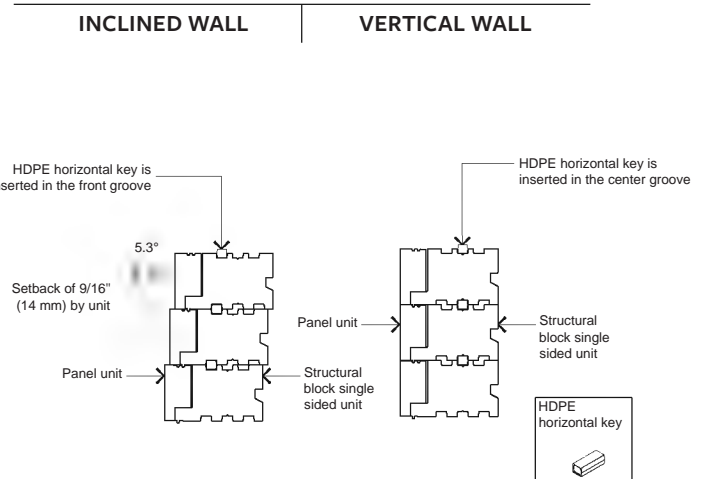 INCLINED WALL
VERTICAL WALL
HDPE horizontal key is
nserted in the front groove
5.3°
Setback of 9/16"
(14 mm) by unit
Panel unit
Structural
block single
sided unit
HDPE horizontal key is
inserted in the center groove
Panel unit
Structural
block single
sided unit
HDPE
horizontal key